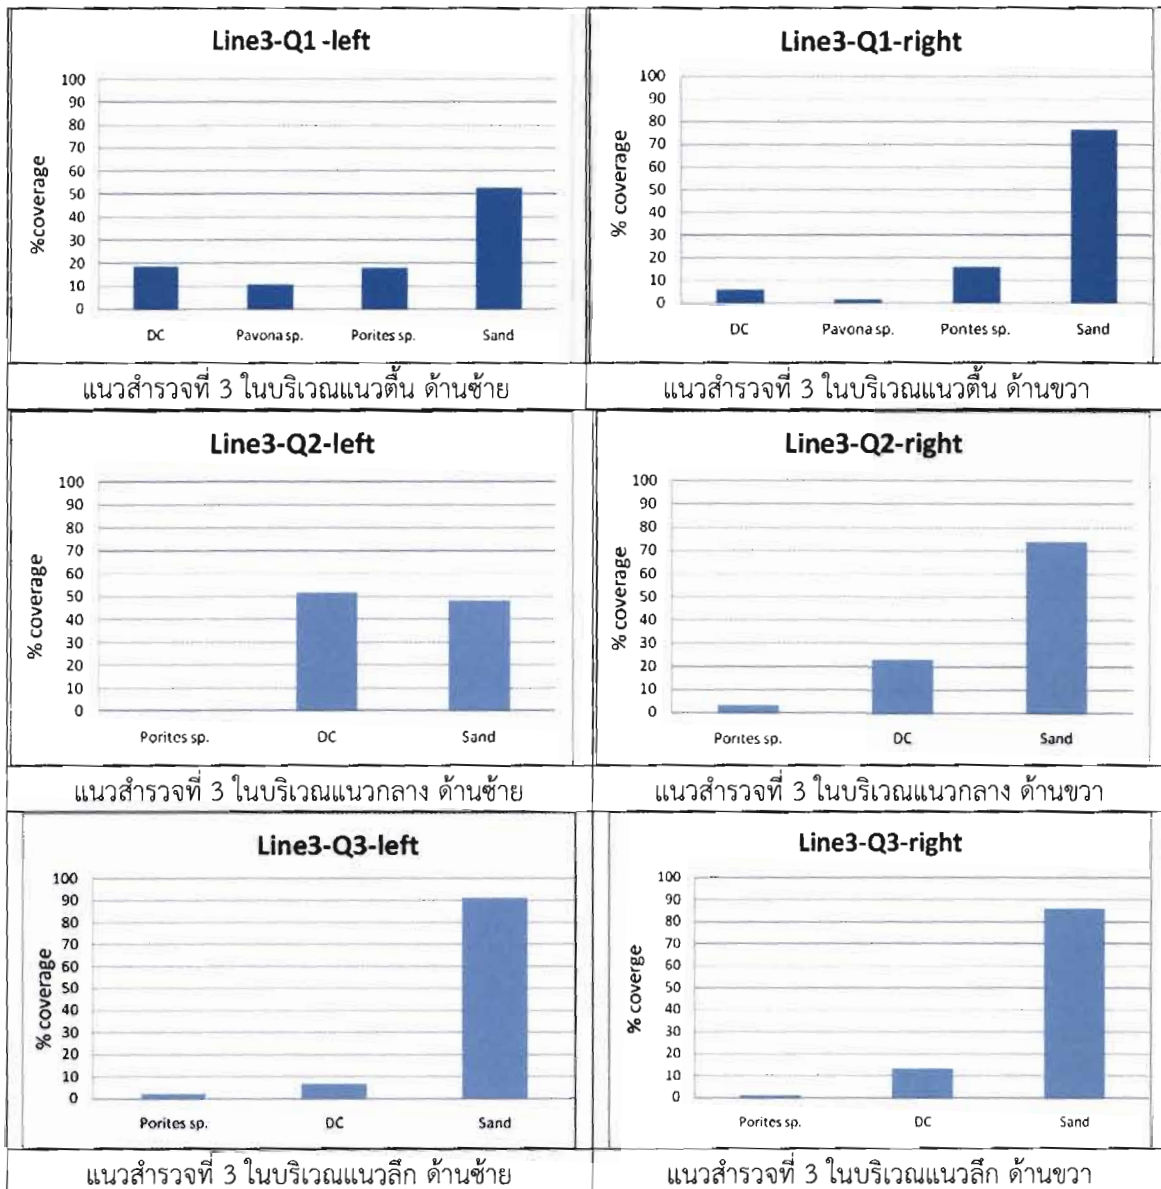 Line3-Q1 -left
%coverage
100
90
80
70
60
50
40
30
20
10
0
DC Pavona sp. Porites sp. Sand
แนวสำรวจที่ 3 ในบริเวณแนวตื้น ด้านซ้าย
Line3-Q1-right
% coverage
100
90
80
70
60
50
40
30
20
10
0
DC Pavona sp. Pontes sp. Sand
แนวสำรวจที่ 3 ในบริเวณแนวตื้น ด้านขวา
Line3-Q2-left
% coverage
100
90
80
70
60
50
40
30
20
10
0
Porites sp. DC Sand
แนวสำรวจที่ 3 ในบริเวณแนวกลาง ด้านซ้าย
Line3-Q2-right
% coverage
100
90
80
70
60
50
40
30
20
10
0
Porites sp. DC Sand
แนวสำรวจที่ 3 ในบริเวณแนวกลาง ด้านขวา
Line3-Q3-left
% coverage
100
90
80
70
60
50
40
30
20
10
0
Porites sp. DC Sand
แนวสำรวจที่ 3 ในบริเวณแนวลึก ด้านซ้าย
Line3-Q3-right
% coverge
100
90
80
70
60
50
40
30
20
10
0
Porites sp. DC Sand
แนวสำรวจที่ 3 ในบริเวณแนวลึก ด้านขวา